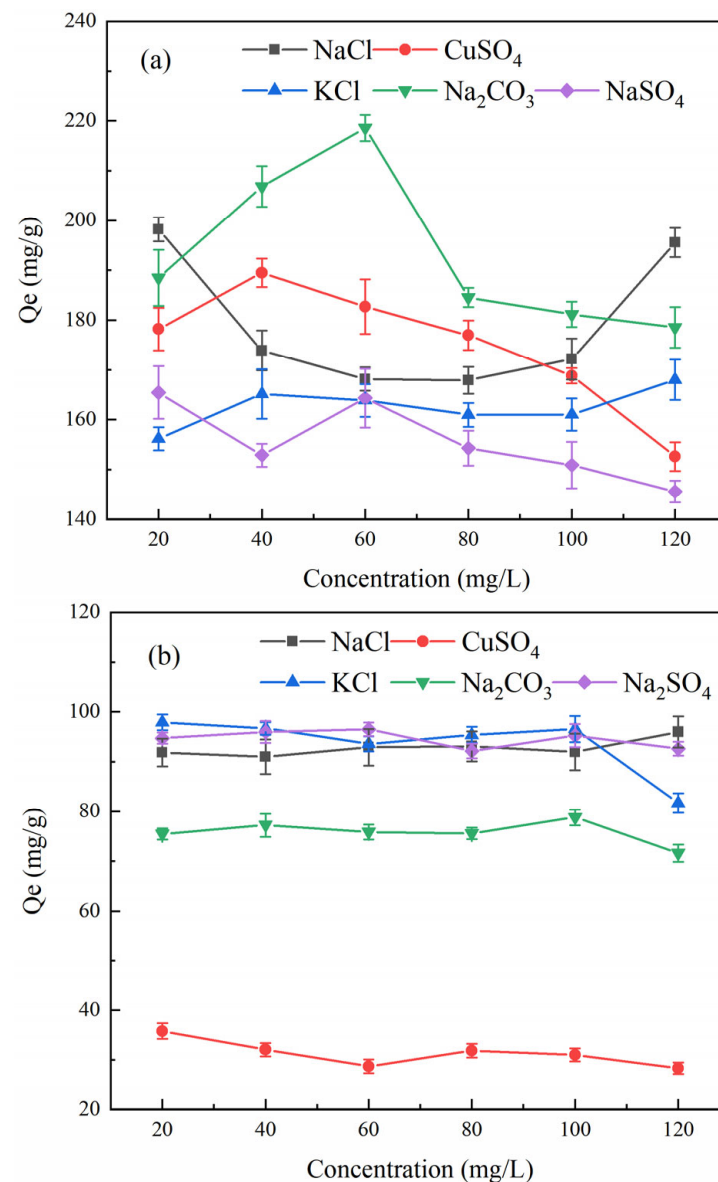 240
(a)
NaCl CuSO₄
KCl Na₂CO₃ NaSO₄
220
200
180
160
140
Qe (mg/g)
20 40 60 80 100 120
Concentration (mg/L)
120
(b)
NaCl CuSO₄
KCl Na₂CO₃ Na₂SO₄
100
80
60
40
20
Qe (mg/g)
20 40 60 80 100 120
Concentration (mg/L)